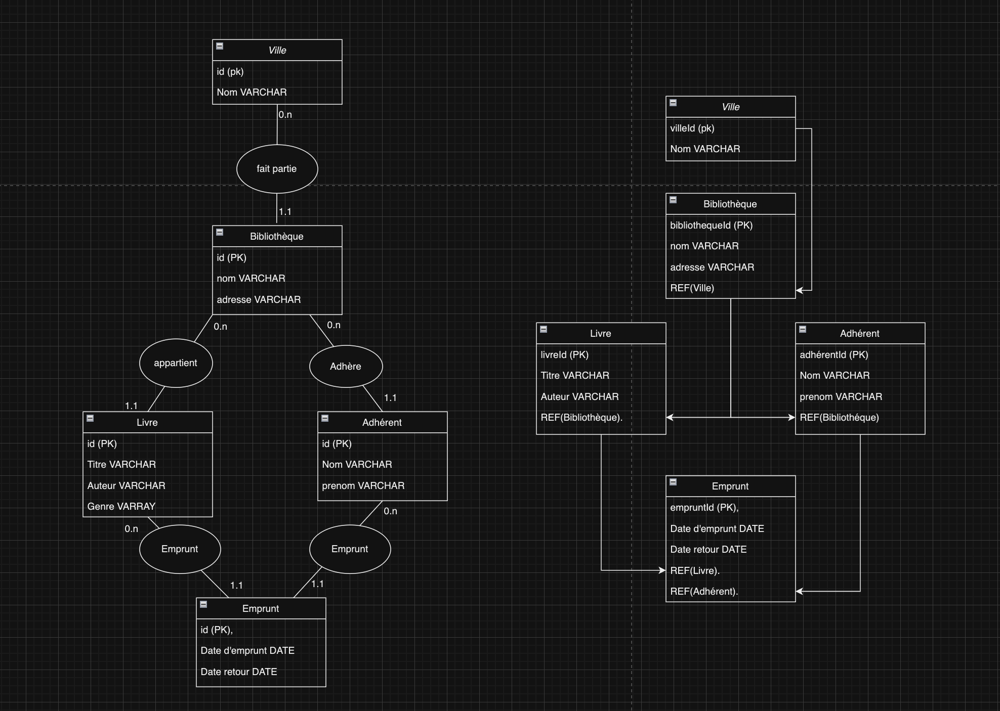 Ville
id (pk)
Nom VARCHAR
0.n
fait partie
1.1
Bibliothèque
id (PK)
nom VARCHAR
adresse VARCHAR
0.n
0.n
appartient
Adhère
1.1
1.1
Livre
id (PK)
Titre VARCHAR
Auteur VARCHAR
Genre VARRAY
Adhérent
id (PK)
Nom VARCHAR
prenom VARCHAR
0.n
0.n
Emprunt
Emprunt
1.1
1.1
Emprunt
id (PK),
Date d'emprunt DATE
Date retour DATE
Ville
villeId (pk)
Nom VARCHAR
Bibliothèque
bibliothequeId (PK)
nom VARCHAR
adresse VARCHAR
REF(Ville)
Livre
livreId (PK)
Titre VARCHAR
Auteur VARCHAR
REF(Bibliothèque).
Adhérent
adhérentId (PK)
Nom VARCHAR
prenom VARCHAR
REF(Bibliothéque)
Emprunt
empruntId (PK),
Date d'emprunt DATE
Date retour DATE
REF(Livre).
REF(Adhérent).